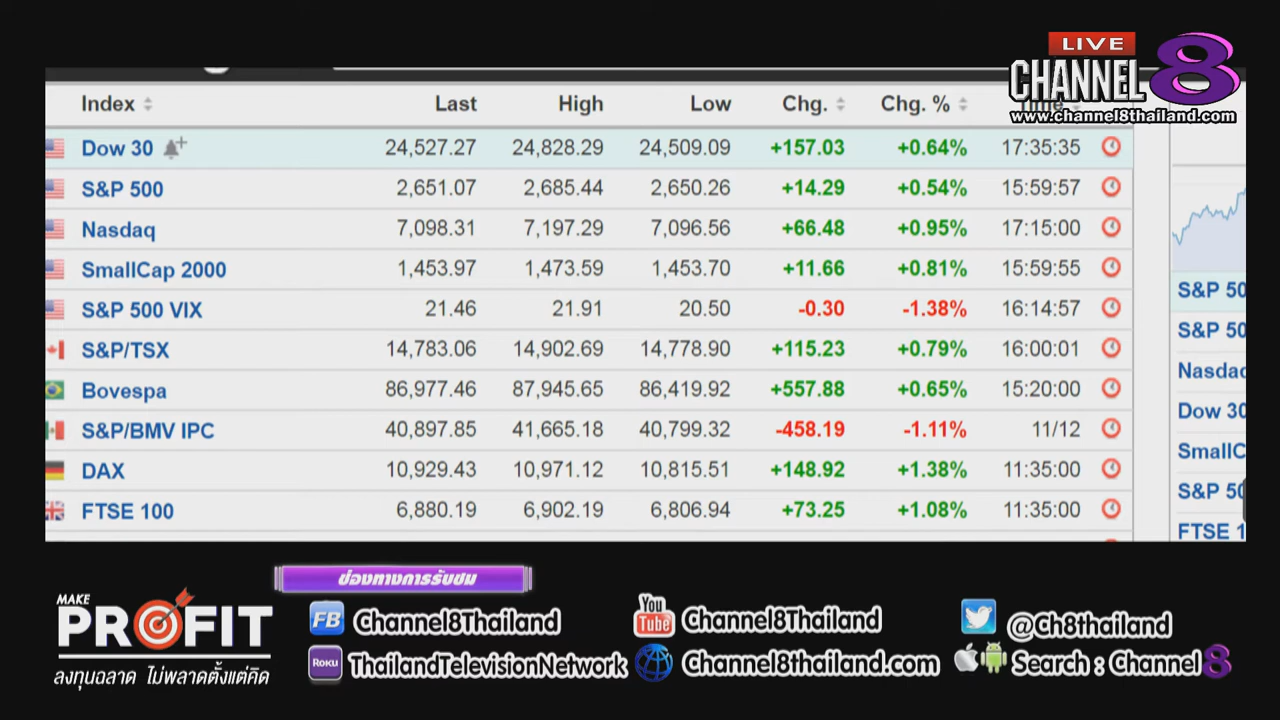 LIVE
CHANNEL 8
www.channel8thailand.com
Index Last High Low Chg. Chg. % Time
Dow 30 24,527.27 24,828.29 24,509.09 +157.03 +0.64% 17:35:35
S&P 500 2,651.07 2,685.44 2,650.26 +14.29 +0.54% 15:59:57
Nasdaq 7,098.31 7,197.29 7,096.56 +66.48 +0.95% 17:15:00
SmallCap 2000 1,453.97 1,473.59 1,453.70 +11.66 +0.81% 15:59:55
S&P 500 VIX 21.46 21.91 20.50 -0.30 -1.38% 16:14:57
S&P/TSX 14,783.06 14,902.69 14,778.90 +115.23 +0.79% 16:00:01
Bovespa 86,977.46 87,945.65 86,419.92 +557.88 +0.65% 15:20:00
S&P/BMV IPC 40,897.85 41,665.18 40,799.32 -458.19 -1.11% 11/12
DAX 10,929.43 10,971.12 10,815.51 +148.92 +1.38% 11:35:00
FTSE 100 6,880.19 6,902.19 6,806.94 +73.25 +1.08% 11:35:00
S&P 50
S&P 50
Nasdaq
Dow 30
SmallC
S&P 50
FTSE 1
ช่องทางการรับชม
MAKE
PROFIT
ลงทุนฉลาด ไม่พลาดตั้งแต่คิด
FB Channel8Thailand
You Tube Channel8Thailand
@Ch8thailand
Roku ThailandTelevisionNetwork
Channel8thailand.com
Search : Channel 8